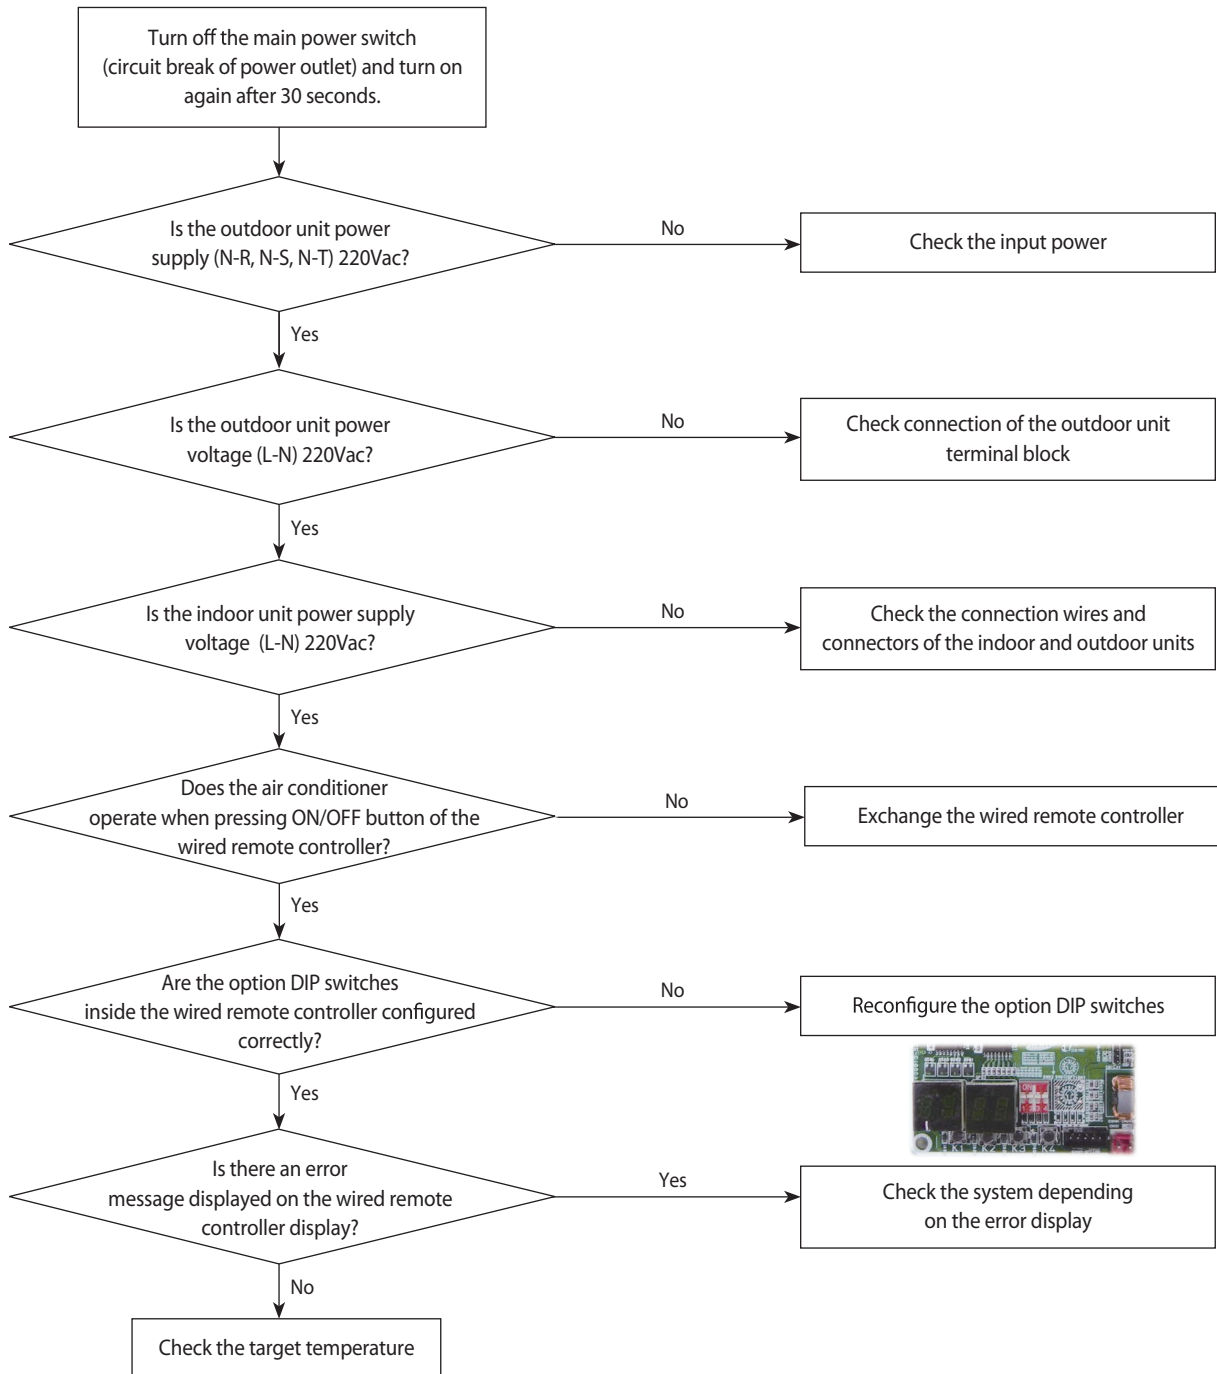 Turn off the main power switch
(circuit break of power outlet) and turn on
again after 30 seconds.
Is the outdoor unit power
supply (N-R, N-S, N-T) 220Vac?
No
Check the input power
Yes
Is the outdoor unit power
voltage (L-N) 220Vac?
No
Check connection of the outdoor unit
terminal block
Yes
Is the indoor unit power supply
voltage (L-N) 220Vac?
No
Check the connection wires and
connectors of the indoor and outdoor units
Yes
Does the air conditioner
operate when pressing ON/OFF button of the
wired remote controller?
No
Exchange the wired remote controller
Yes
Are the option DIP switches
inside the wired remote controller configured
correctly?
No
Reconfigure the option DIP switches
ON
K1 K2 K3 K4
Yes
Is there an error
message displayed on the wired remote
controller display?
Yes
Check the system depending
on the error display
No
Check the target temperature